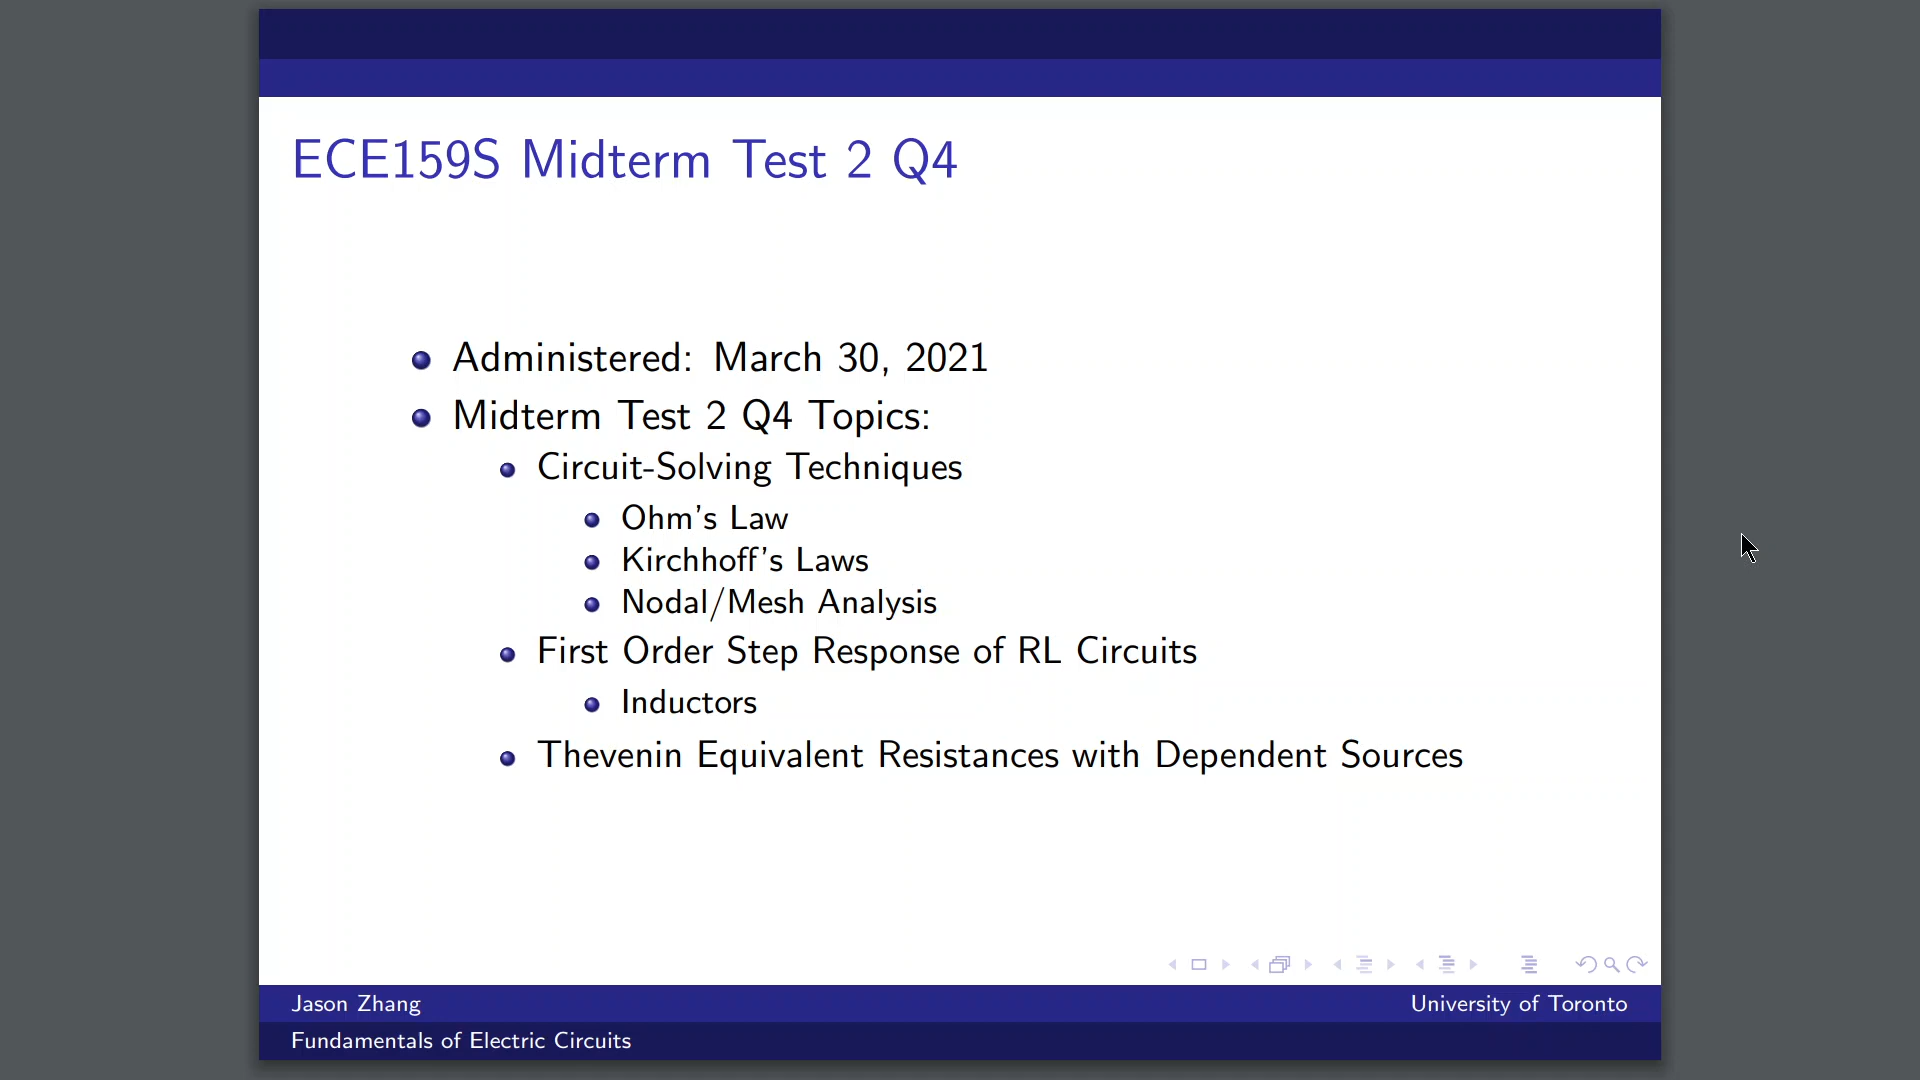 ECE159S Midterm Test 2 Q4
Administered: March 30, 2021
Midterm Test 2 Q4 Topics:
Circuit-Solving Techniques
Ohm's Law
Kirchhoff's Laws
Nodal/Mesh Analysis
First Order Step Response of RL Circuits
Inductors
Thevenin Equivalent Resistances with Dependent Sources
Jason Zhang
University of Toronto
Fundamentals of Electric Circuits